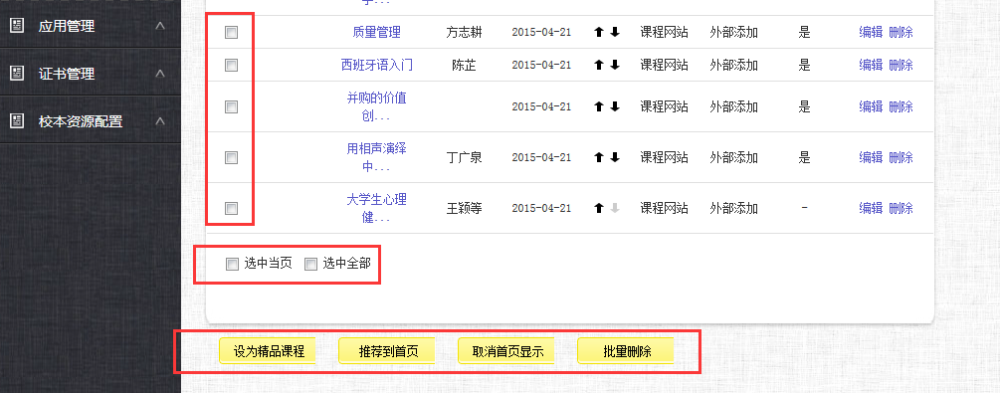 应用管理
证书管理
校本资源配置
质量管理 方志耕 2015-04-21 课程网站 外部添加 是 编辑 删除
西班牙语入门 陈芷 2015-04-21 课程网站 外部添加 是 编辑 删除
并购的价值
创... 2015-04-21 课程网站 外部添加 是 编辑 删除
用相声演绎
中... 丁广泉 2015-04-21 课程网站 外部添加 是 编辑 删除
大学生心理
健... 王颖等 2015-04-21 课程网站 外部添加 - 编辑 删除
选中当页 选中全部
设为精品课程 推荐到首页 取消首页显示 批量删除